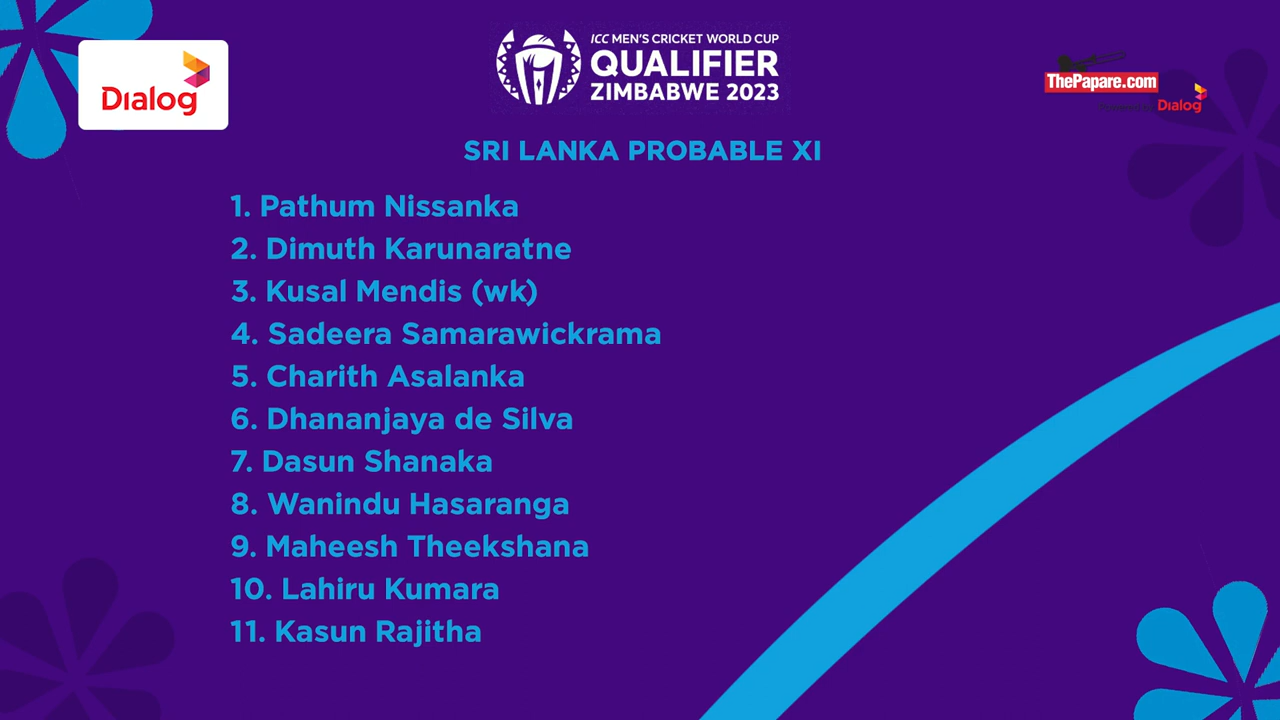 Dialog
ICC MEN'S CRICKET WORLD CUP
QUALIFIER
ZIMBABWE 2023
ThePapare.com
Powered by Dialog
SRI LANKA PROBABLE XI
1. Pathum Nissanka
2. Dimuth Karunaratne
3. Kusal Mendis (wk)
4. Sadeera Samarawickrama
5. Charith Asalanka
6. Dhananjaya de Silva
7. Dasun Shanaka
8. Wanindu Hasaranga
9. Maheesh Theekshana
10. Lahiru Kumara
11. Kasun Rajitha